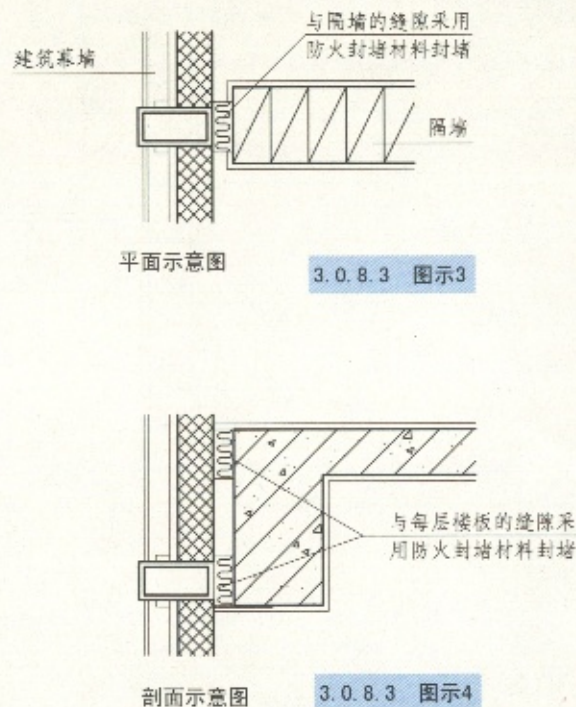 与隔墙的缝隙采用
防火封堵材料封堵
建筑幕墙
隔墙
平面示意图
3.0.8.3 图示3
与每层楼板的缝隙采
用防火封堵材料封堵
剖面示意图
3.0.8.3 图示4